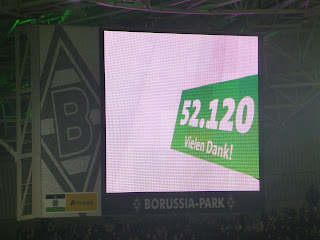 B
52.120
Vielen Dank!
BORUSSIA-PARK